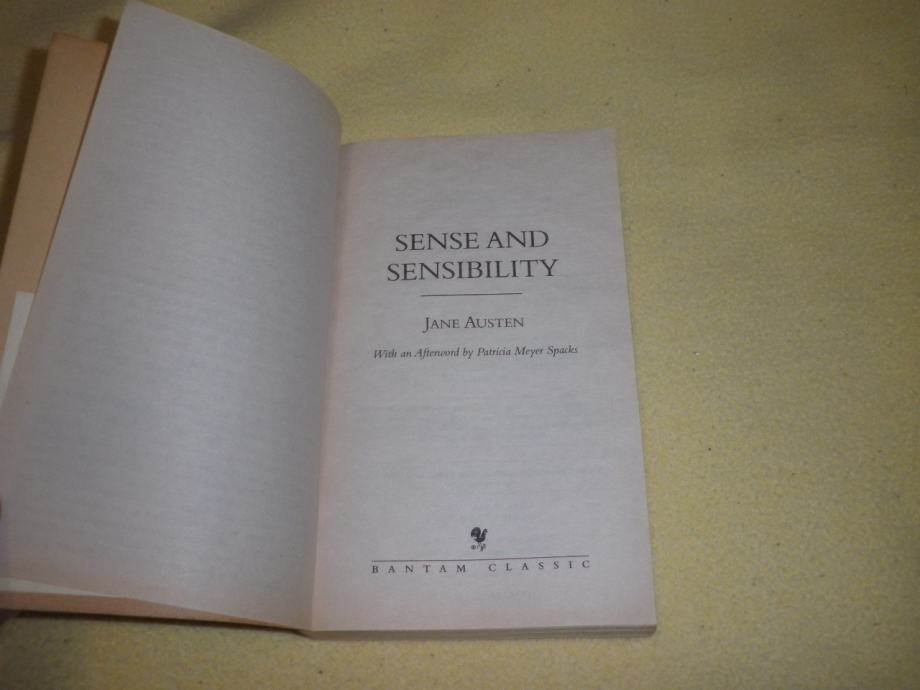 SENSE AND
SENSIBILITY
JANE AUSTEN
With an Afterword by Patricia Meyer Spacks
BANTAM CLASSIC